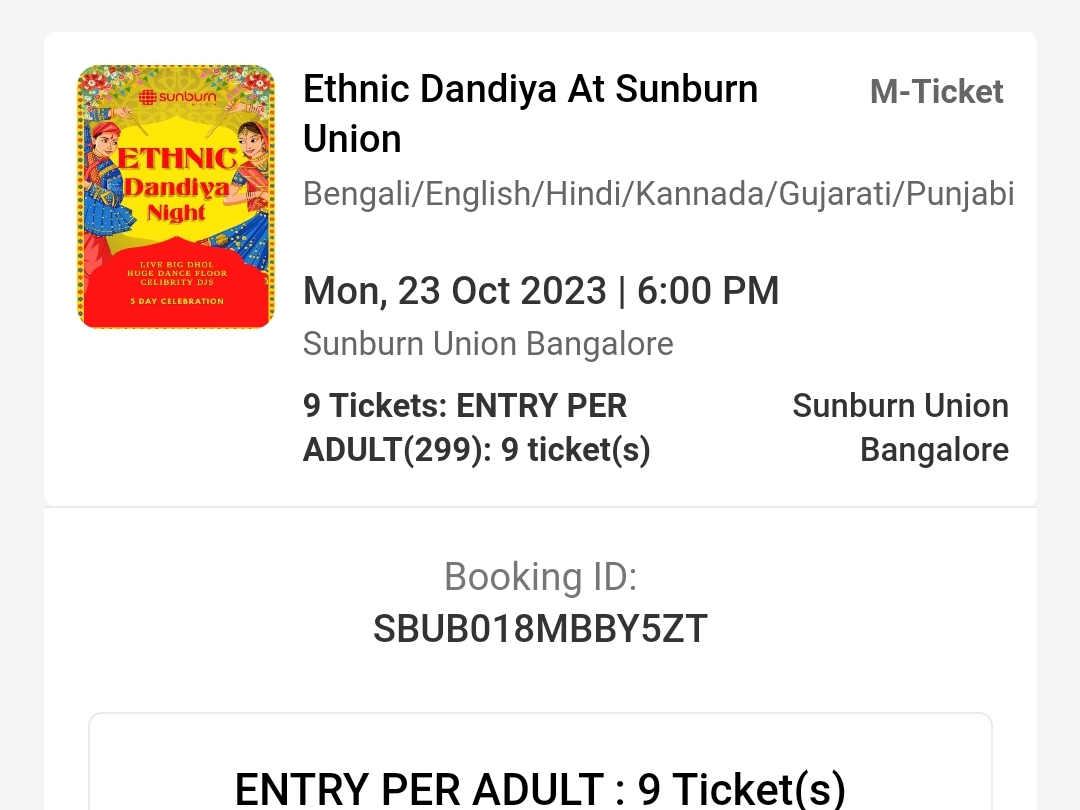 sunburn
ETHNIC
Dandiya
Night
LIVE BIG DHOL
HUGE DANCE FLOOR
CELIBRITY DJS
5 DAY CELEBRATION
Ethnic Dandiya At Sunburn
Union
M-Ticket
Bengali/English/Hindi/Kannada/Gujarati/Punjabi
Mon, 23 Oct 2023 | 6:00 PM
Sunburn Union Bangalore
9 Tickets: ENTRY PER
ADULT(299): 9 ticket(s)
Sunburn Union
Bangalore
Booking ID:
SBUB018MBBY5ZT
ENTRY PER ADULT : 9 Ticket(s)